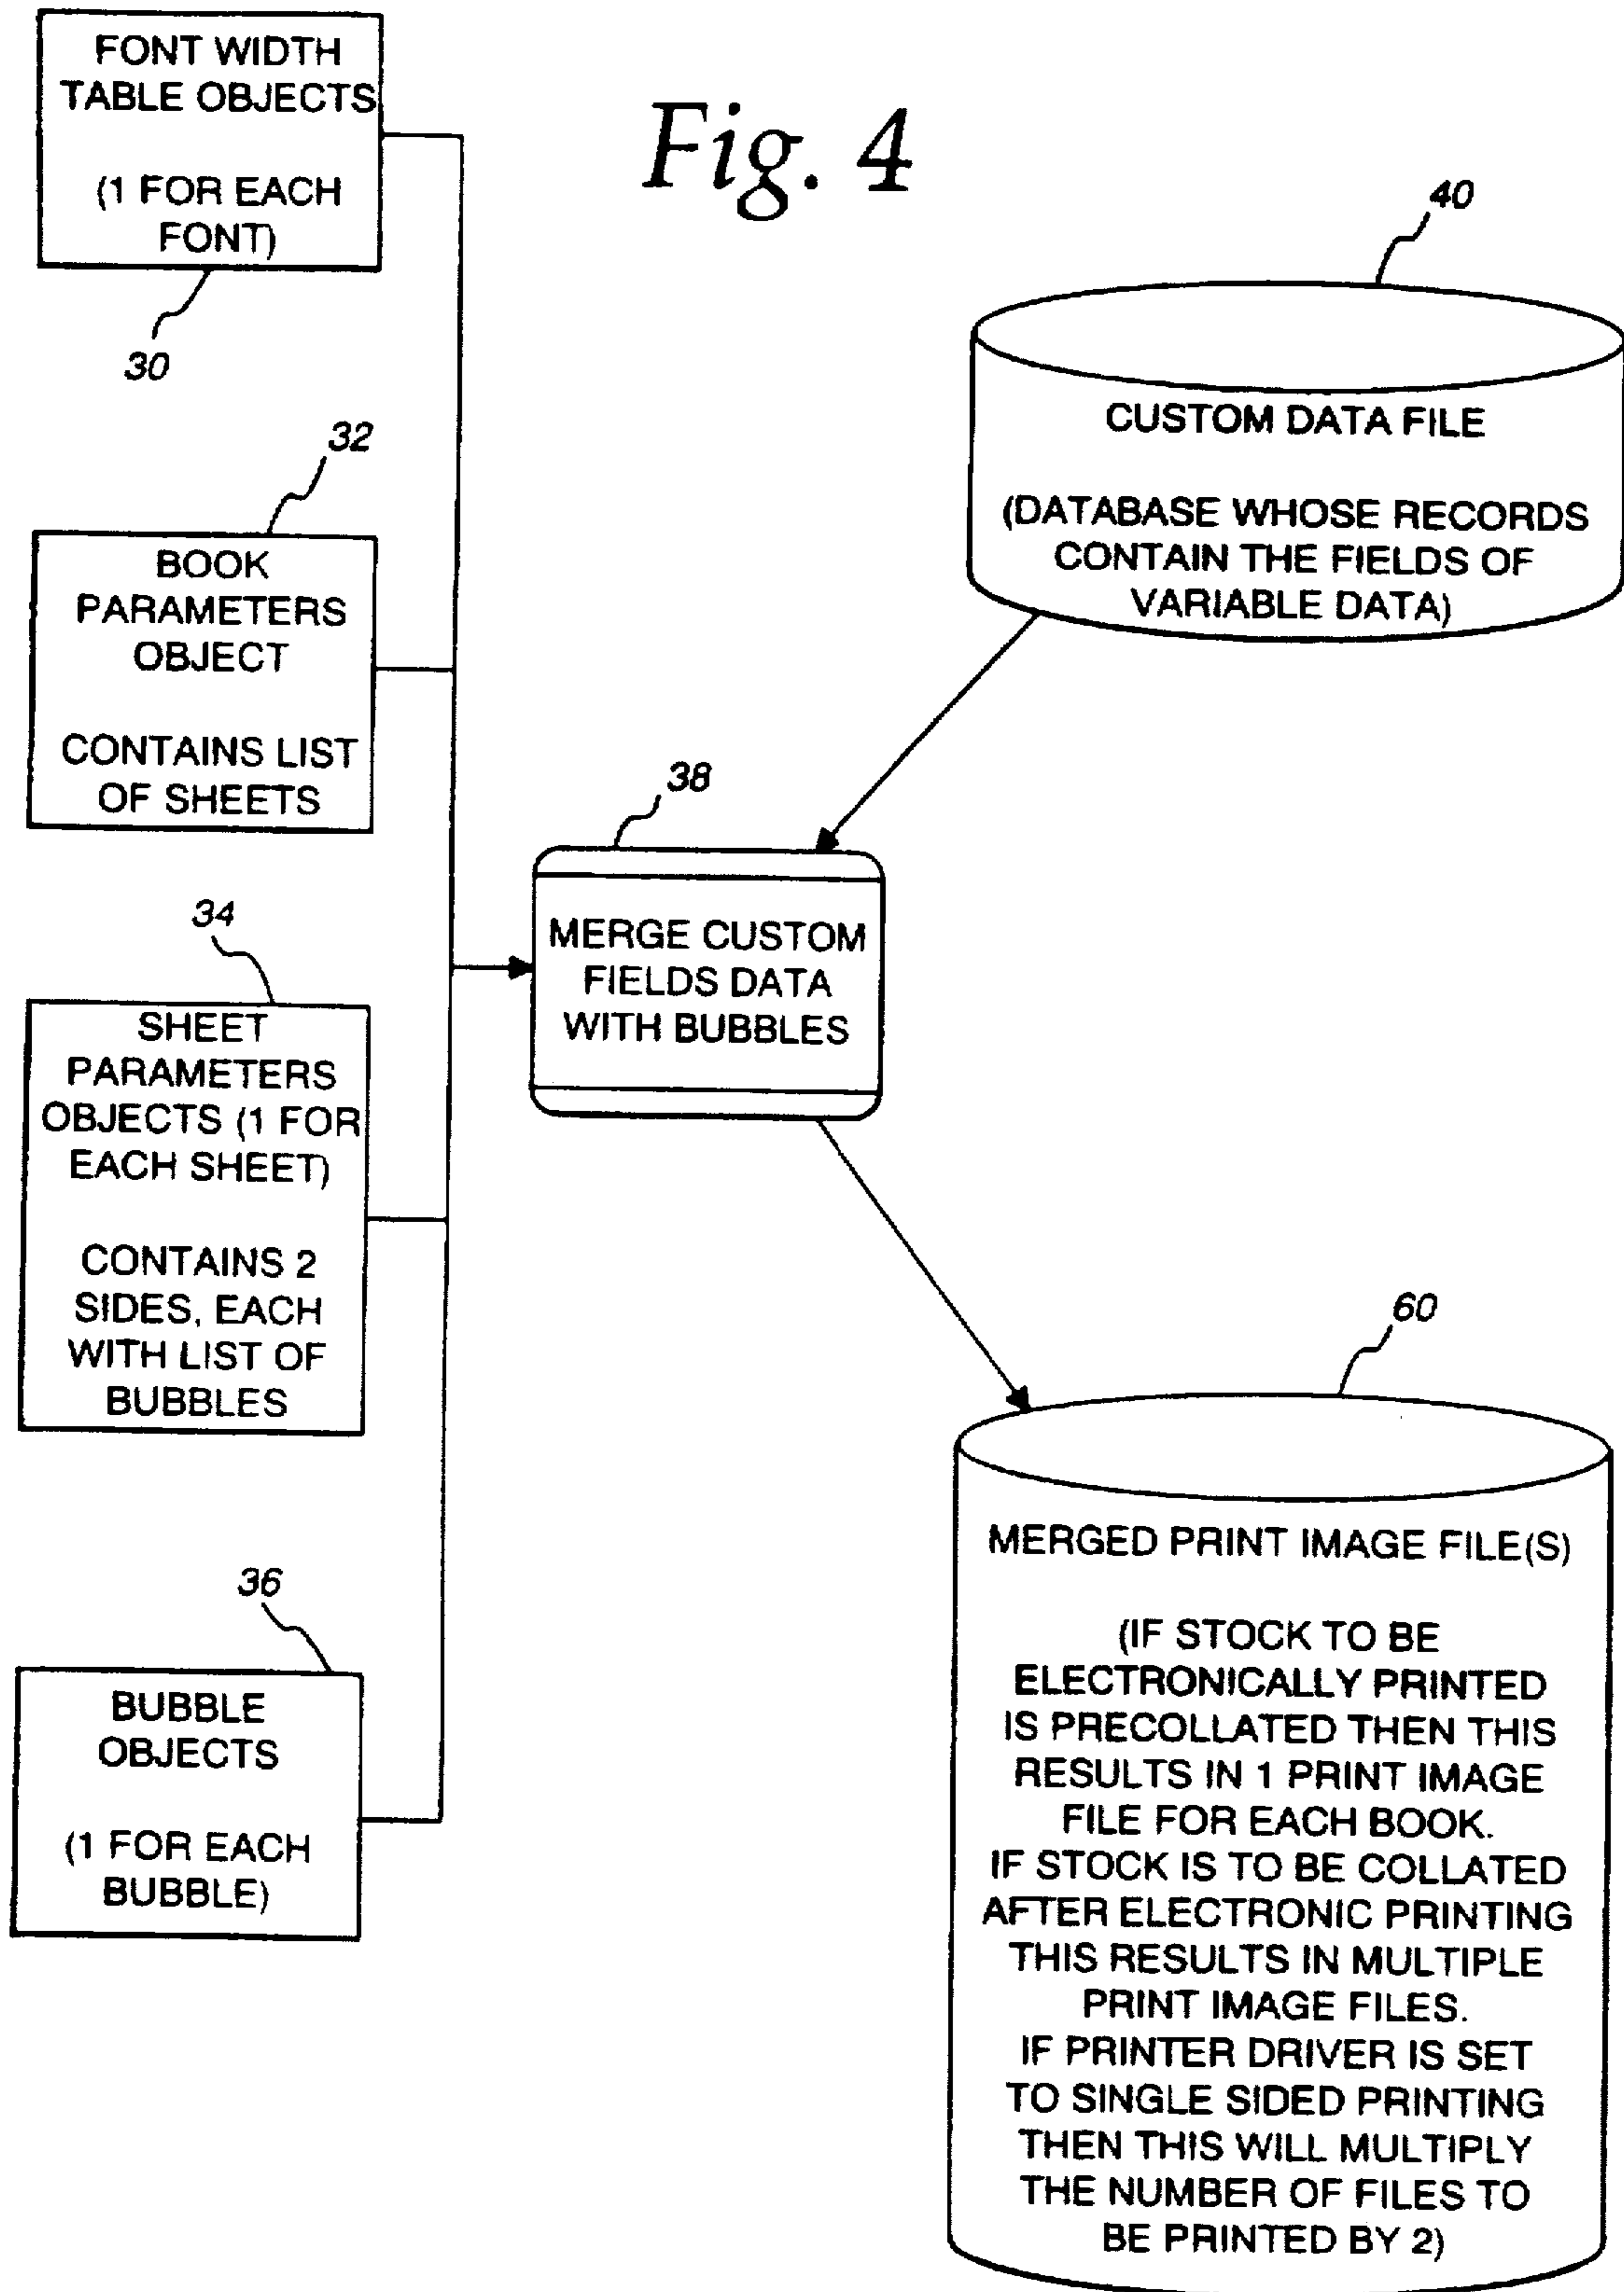 Fig. 4
FONT WIDTH
TABLE OBJECTS
(1 FOR EACH
FONT)
30
32
BOOK
PARAMETERS
OBJECT
CONTAINS LIST
OF SHEETS
34
SHEET
PARAMETERS
OBJECTS (1 FOR
EACH SHEET)
CONTAINS 2
SIDES, EACH
WITH LIST OF
BUBBLES
36
BUBBLE
OBJECTS
(1 FOR EACH
BUBBLE)
38
MERGE CUSTOM
FIELDS DATA
WITH BUBBLES
40
CUSTOM DATA FILE
(DATABASE WHOSE RECORDS
CONTAIN THE FIELDS OF
VARIABLE DATA)
60
MERGED PRINT IMAGE FILE(S)
(IF STOCK TO BE
ELECTRONICALLY PRINTED
IS PRECOLLATED THEN THIS
RESULTS IN 1 PRINT IMAGE
FILE FOR EACH BOOK.
IF STOCK IS TO BE COLLATED
AFTER ELECTRONIC PRINTING
THIS RESULTS IN MULTIPLE
PRINT IMAGE FILES.
IF PRINTER DRIVER IS SET
TO SINGLE SIDED PRINTING
THEN THIS WILL MULTIPLY
THE NUMBER OF FILES TO
BE PRINTED BY 2)